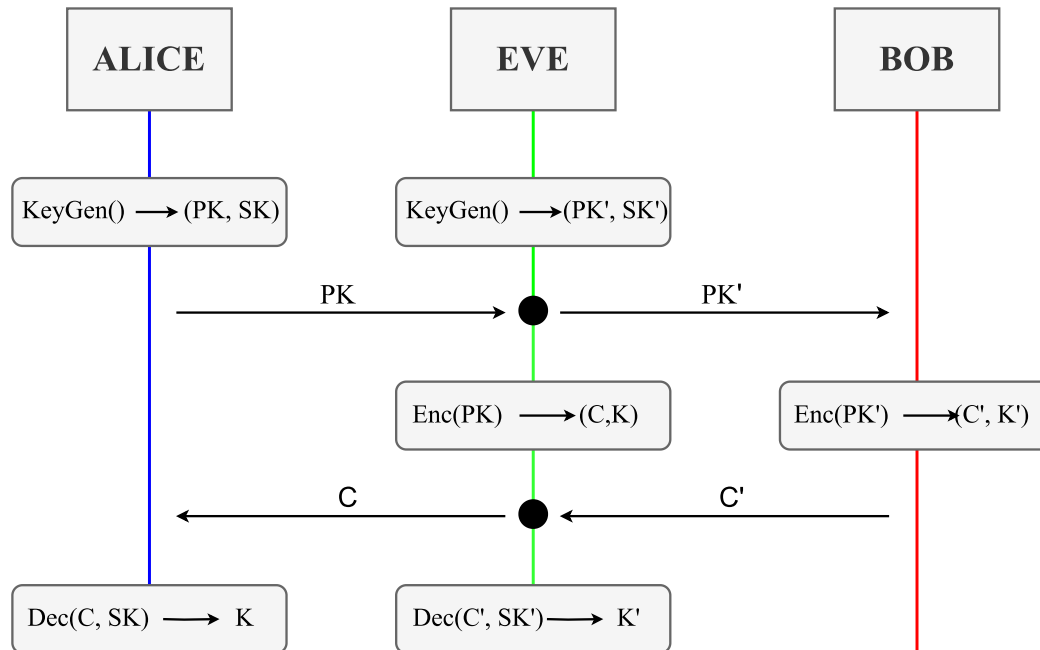 ALICE
EVE
BOB
KeyGen() → (PK, SK)
KeyGen() → (PK', SK')
PK
PK'
Enc(PK) → (C,K)
Enc(PK') → (C', K')
C
C'
Dec(C, SK) → K
Dec(C', SK') → K'